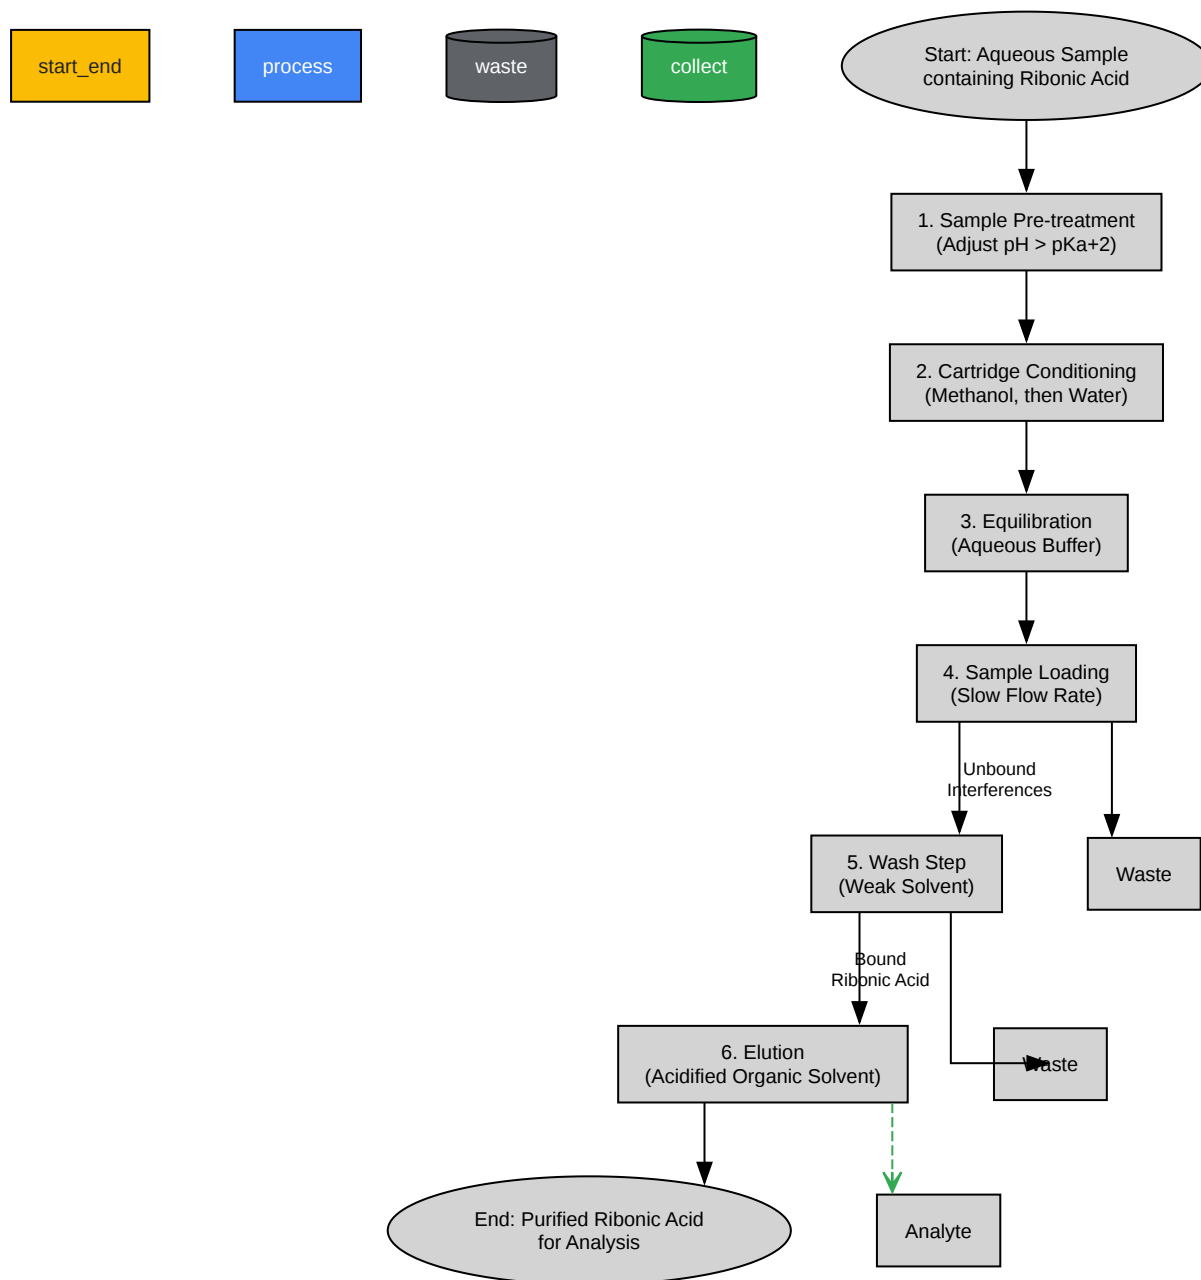 start_end
process
waste
collect
Start: Aqueous Sample
containing Ribonic Acid
1. Sample Pre-treatment
(Adjust pH > pKa+2)
2. Cartridge Conditioning
(Methanol, then Water)
3. Equilibration
(Aqueous Buffer)
4. Sample Loading
(Slow Flow Rate)
Unbound
Interferences
5. Wash Step
(Weak Solvent)
Waste
Bound
Ribonic Acid
6. Elution
(Acidified Organic Solvent)
Waste
End: Purified Ribonic Acid
for Analysis
Analyte